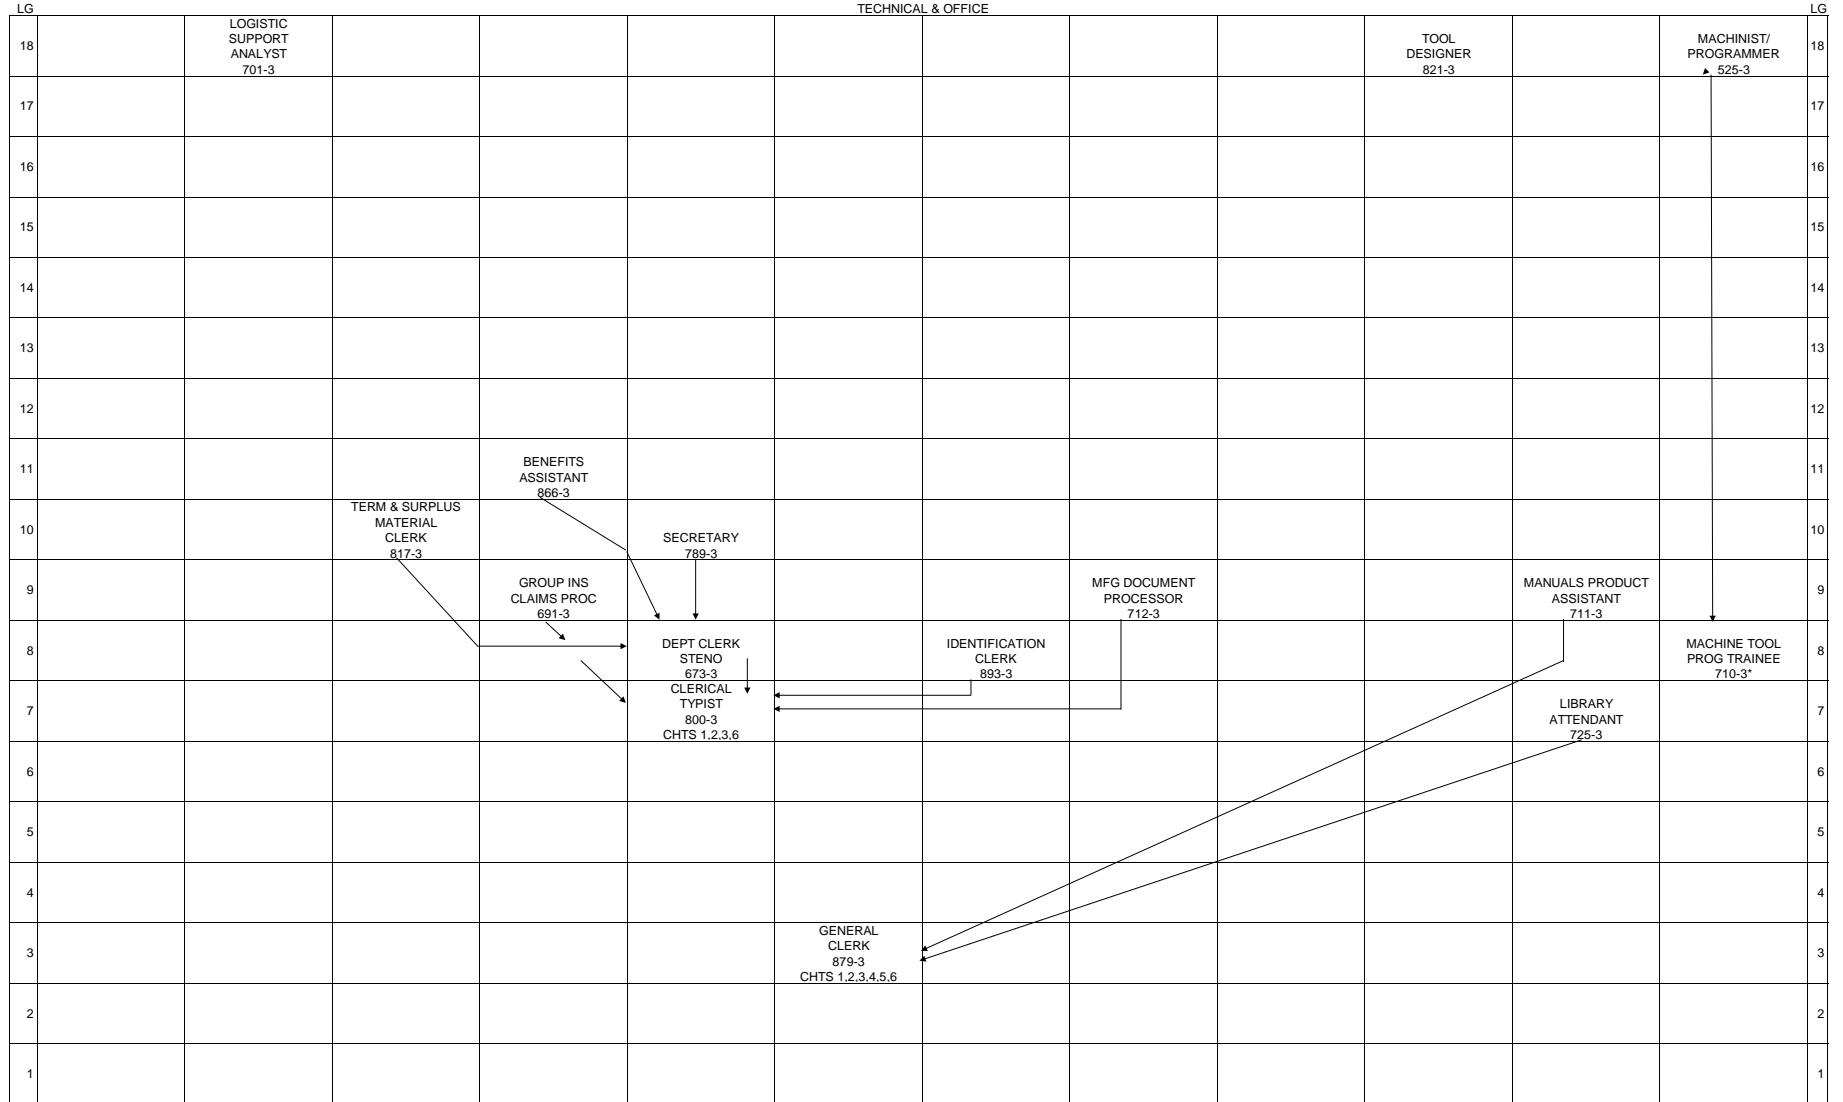 LG TECHNICAL & OFFICE LG
18 LOGISTIC SUPPORT ANALYST 701-3 TOOL DESIGNER 821-3 MACHINIST/ PROGRAMMER 525-3 18
17 17
16 16
15 15
14 14
13 13
12 12
11 BENEFITS ASSISTANT 866-3 11
10 TERM & SURPLUS MATERIAL CLERK 817-3 SECRETARY 789-3 10
9 GROUP INS CLAIMS PROC 691-3 MFG DOCUMENT PROCESSOR 712-3 MANUALS PRODUCT ASSISTANT 711-3 9
8 DEPT CLERK STENO 673-3 IDENTIFICATION CLERK 893-3 MACHINE TOOL PROG TRAINEE 710-3* 8
7 CLERICAL TYPIST 800-3 CHTS 1,2,3,6 LIBRARY ATTENDANT 725-3 7
6 6
5 5
4 4
3 GENERAL CLERK 879-3 CHTS 1,2,3,4,5,6 3
2 2
1 1